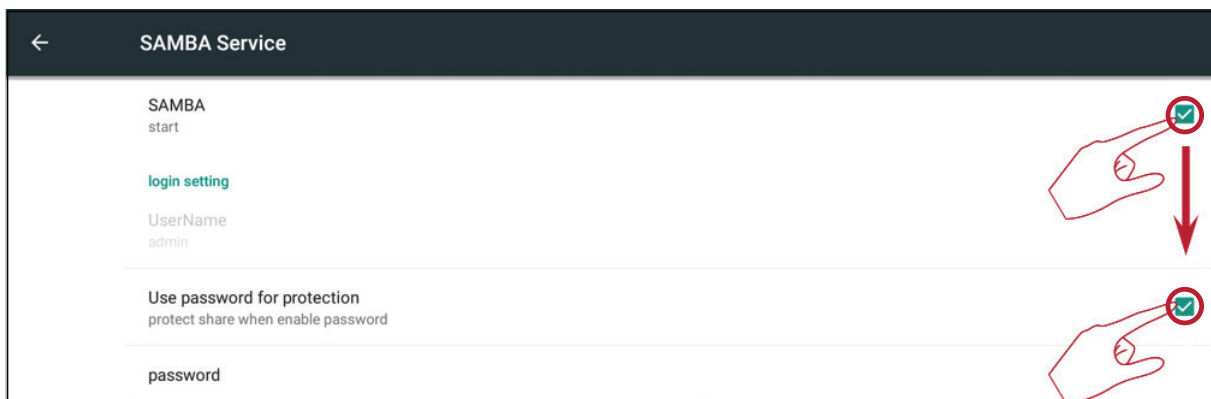 SAMBA Service
SAMBA
start
login setting
UserName
admin
Use password for protection
protect share when enable password
password